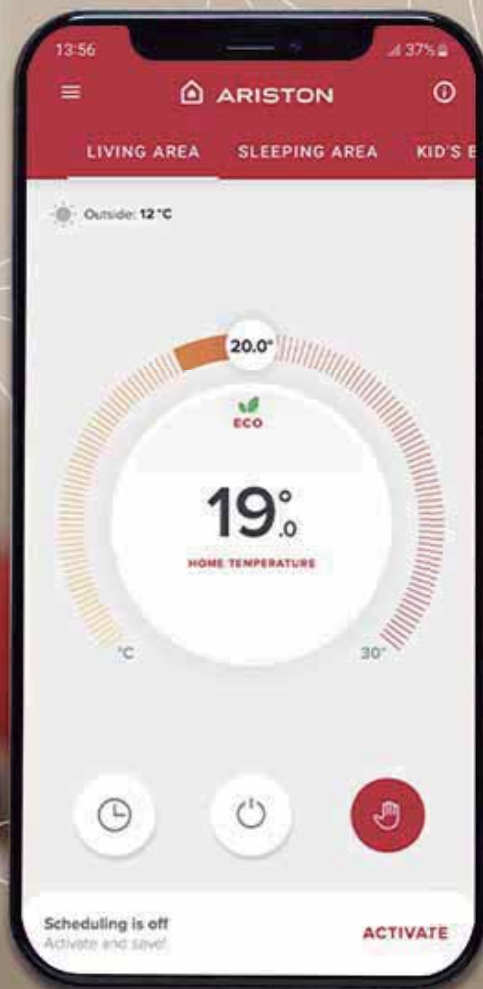 13:56 37%
ARISTON
LIVING AREA SLEEPING AREA KID'S
Outside: 12 °C
20.0°
ECO
19.0°
HOME TEMPERATURE
°C 30°
Scheduling is off
Activate and save!
ACTIVATE